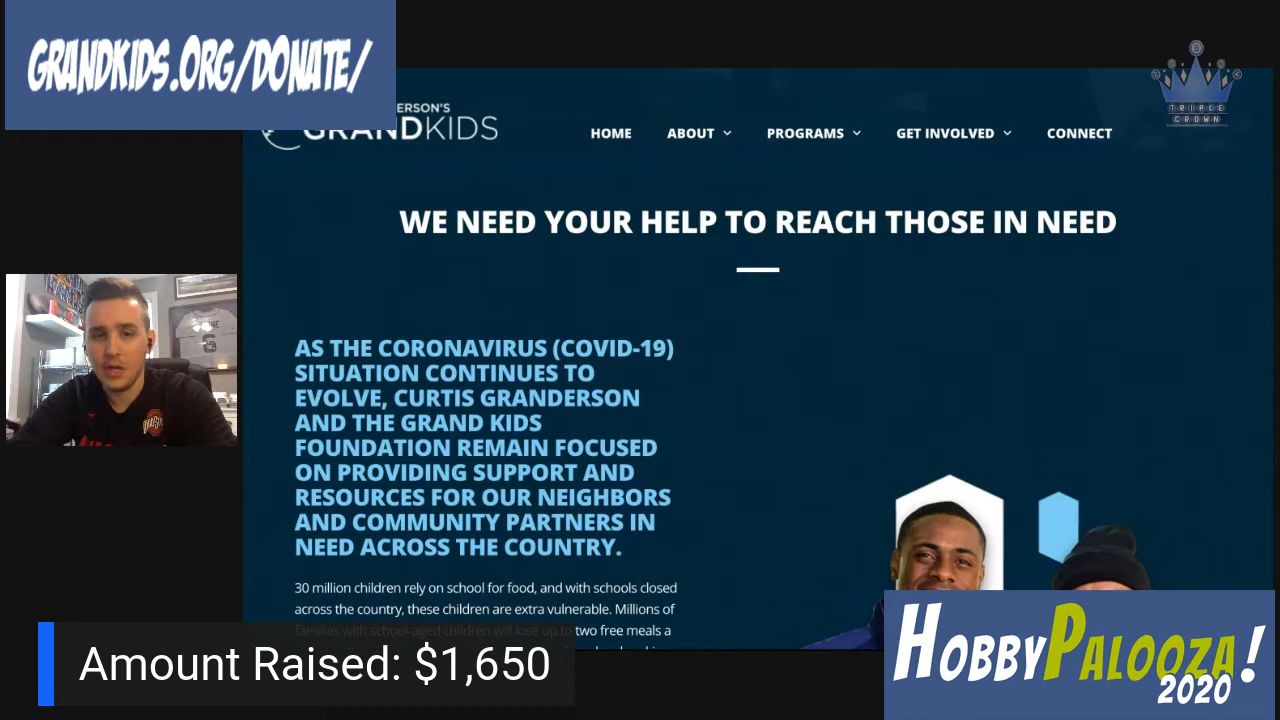 GRANDKIDS.ORG/DONATE/
TRIPLE
CROWN
ERSON'S
GRANDKIDS
HOME ABOUT PROGRAMS GET INVOLVED CONNECT
WE NEED YOUR HELP TO REACH THOSE IN NEED
AS THE CORONAVIRUS (COVID-19)
SITUATION CONTINUES TO
EVOLVE, CURTIS GRANDERSON
AND THE GRAND KIDS
FOUNDATION REMAIN FOCUSED
ON PROVIDING SUPPORT AND
RESOURCES FOR OUR NEIGHBORS
AND COMMUNITY PARTNERS IN
NEED ACROSS THE COUNTRY.
30 million children rely on school for food, and with schools closed
across the country, these children are extra vulnerable. Millions of
families with school-aged children will lose up to two free meals a
Amount Raised: $1,650
HOBBYPALOOZA!
2020